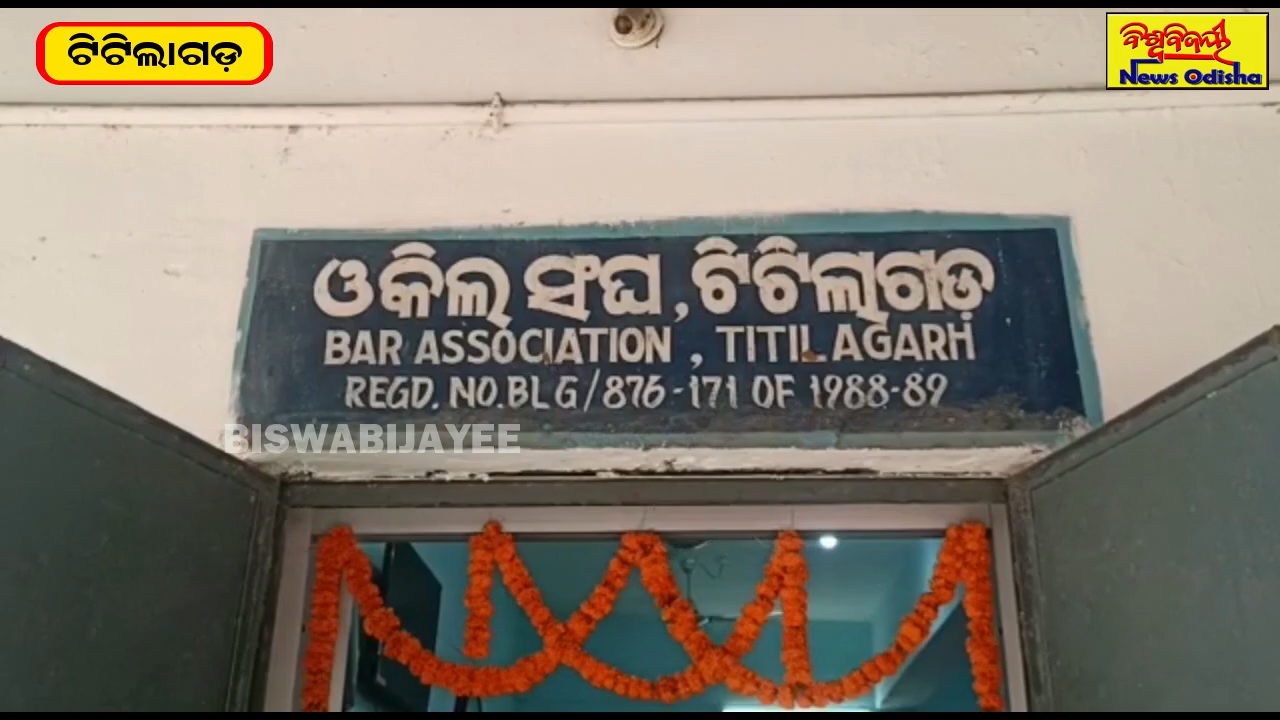 ଟିଟିଲାଗଡ଼
ବିଶ୍ୱବିଜୟୀ
News Odisha
ଓକିଲ ସଂଘ, ଟିଟିଲାଗଡ଼
BAR ASSOCIATION, TITILAGARH
REGD. NO. BLG/876-171 OF 1988-89
BISWABIJAYEE